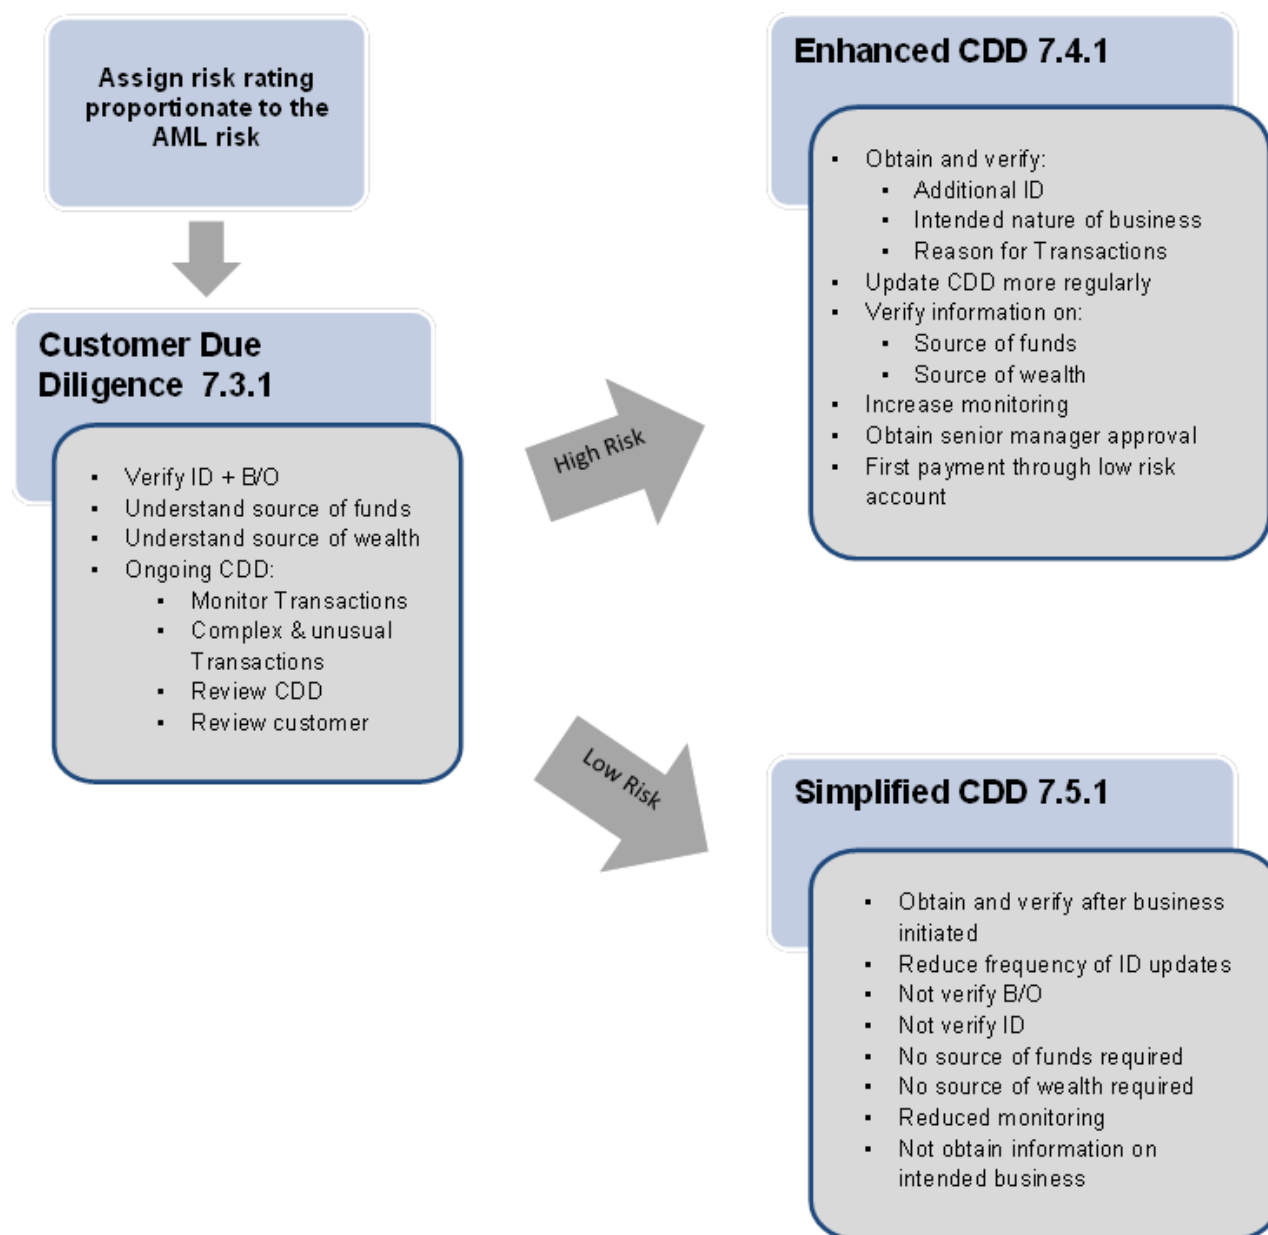 Assign risk rating
proportionate to the
AML risk
Customer Due
Diligence 7.3.1
▪ Verify ID + B/O
▪ Understand source of funds
▪ Understand source of wealth
▪ Ongoing CDD:
▪ Monitor Transactions
▪ Complex & unusual
Transactions
▪ Review CDD
▪ Review customer
High Risk
Low Risk
Enhanced CDD 7.4.1
▪ Obtain and verify:
▪ Additional ID
▪ Intended nature of business
▪ Reason for Transactions
▪ Update CDD more regularly
▪ Verify information on:
▪ Source of funds
▪ Source of wealth
▪ Increase monitoring
▪ Obtain senior manager approval
▪ First payment through low risk
account
Simplified CDD 7.5.1
▪ Obtain and verify after business
initiated
▪ Reduce frequency of ID updates
▪ Not verify B/O
▪ Not verify ID
▪ No source of funds required
▪ No source of wealth required
▪ Reduced monitoring
▪ Not obtain information on
intended business